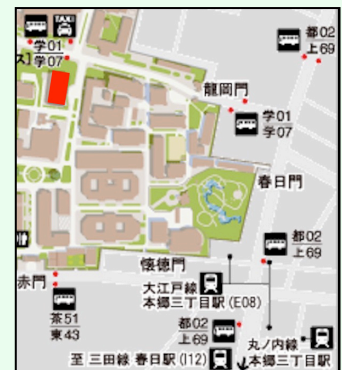 TAXI
学01
学07
都02
上69
龍岡門
学01
学07
春日門
都02
上69
懐徳門
赤門
大江戸線
本郷三丁目駅(E08)
茶51
東43
都02
上69
丸ノ内線
本郷三丁目駅
至 三田線 春日駅(I12)